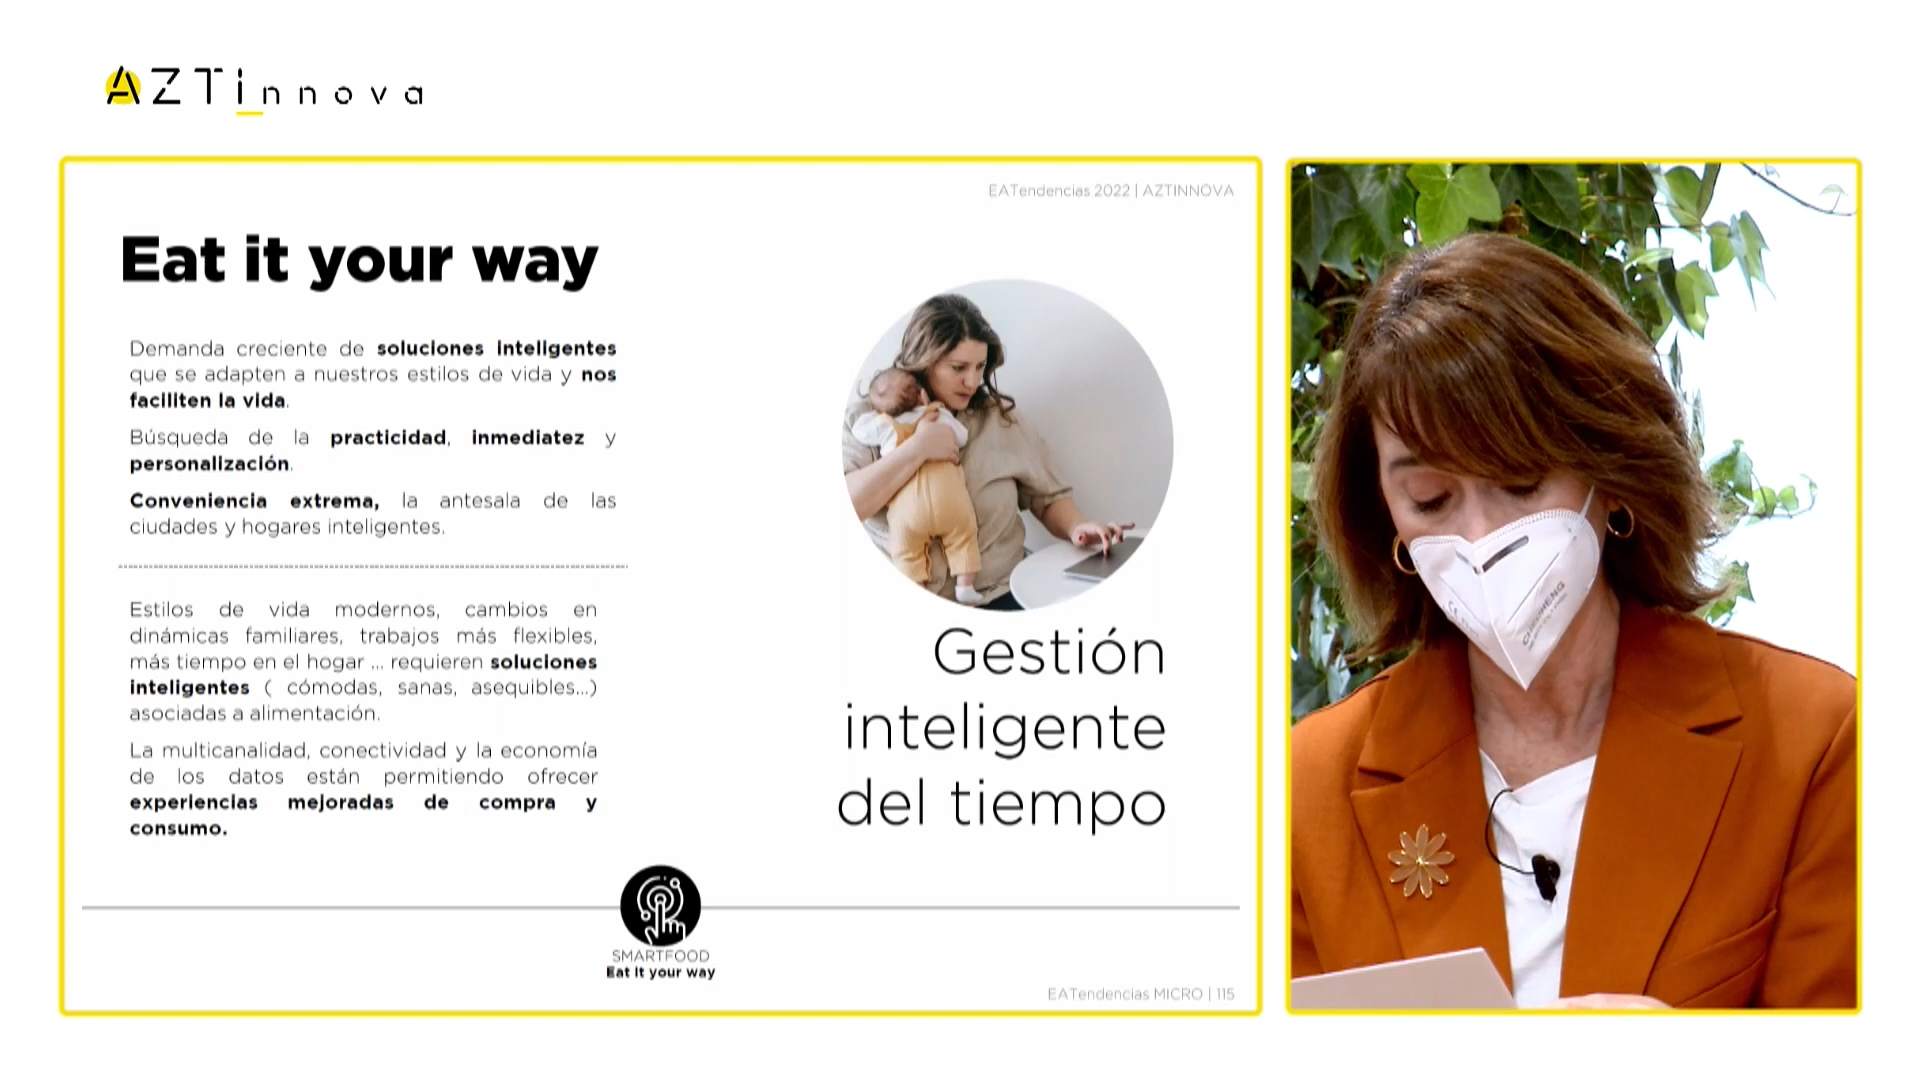 AZTInnova
EATendencias 2022 | AZTINNOVA
Eat it your way
Demanda creciente de soluciones inteligentes
que se adapten a nuestros estilos de vida y nos
faciliten la vida.
Búsqueda de la practicidad, inmediatez y
personalización.
Conveniencia extrema, la antesala de las
ciudades y hogares inteligentes.
Estilos de vida modernos, cambios en
dinámicas familiares, trabajos más flexibles,
más tiempo en el hogar ... requieren soluciones
inteligentes ( cómodas, sanas, asequibles...)
asociadas a alimentación.
La multicanalidad, conectividad y la economía
de los datos están permitiendo ofrecer
experiencias mejoradas de compra y
consumo.
Gestión
inteligente
del tiempo
SMARTFOOD
Eat it your way
EATendencias MICRO | 115